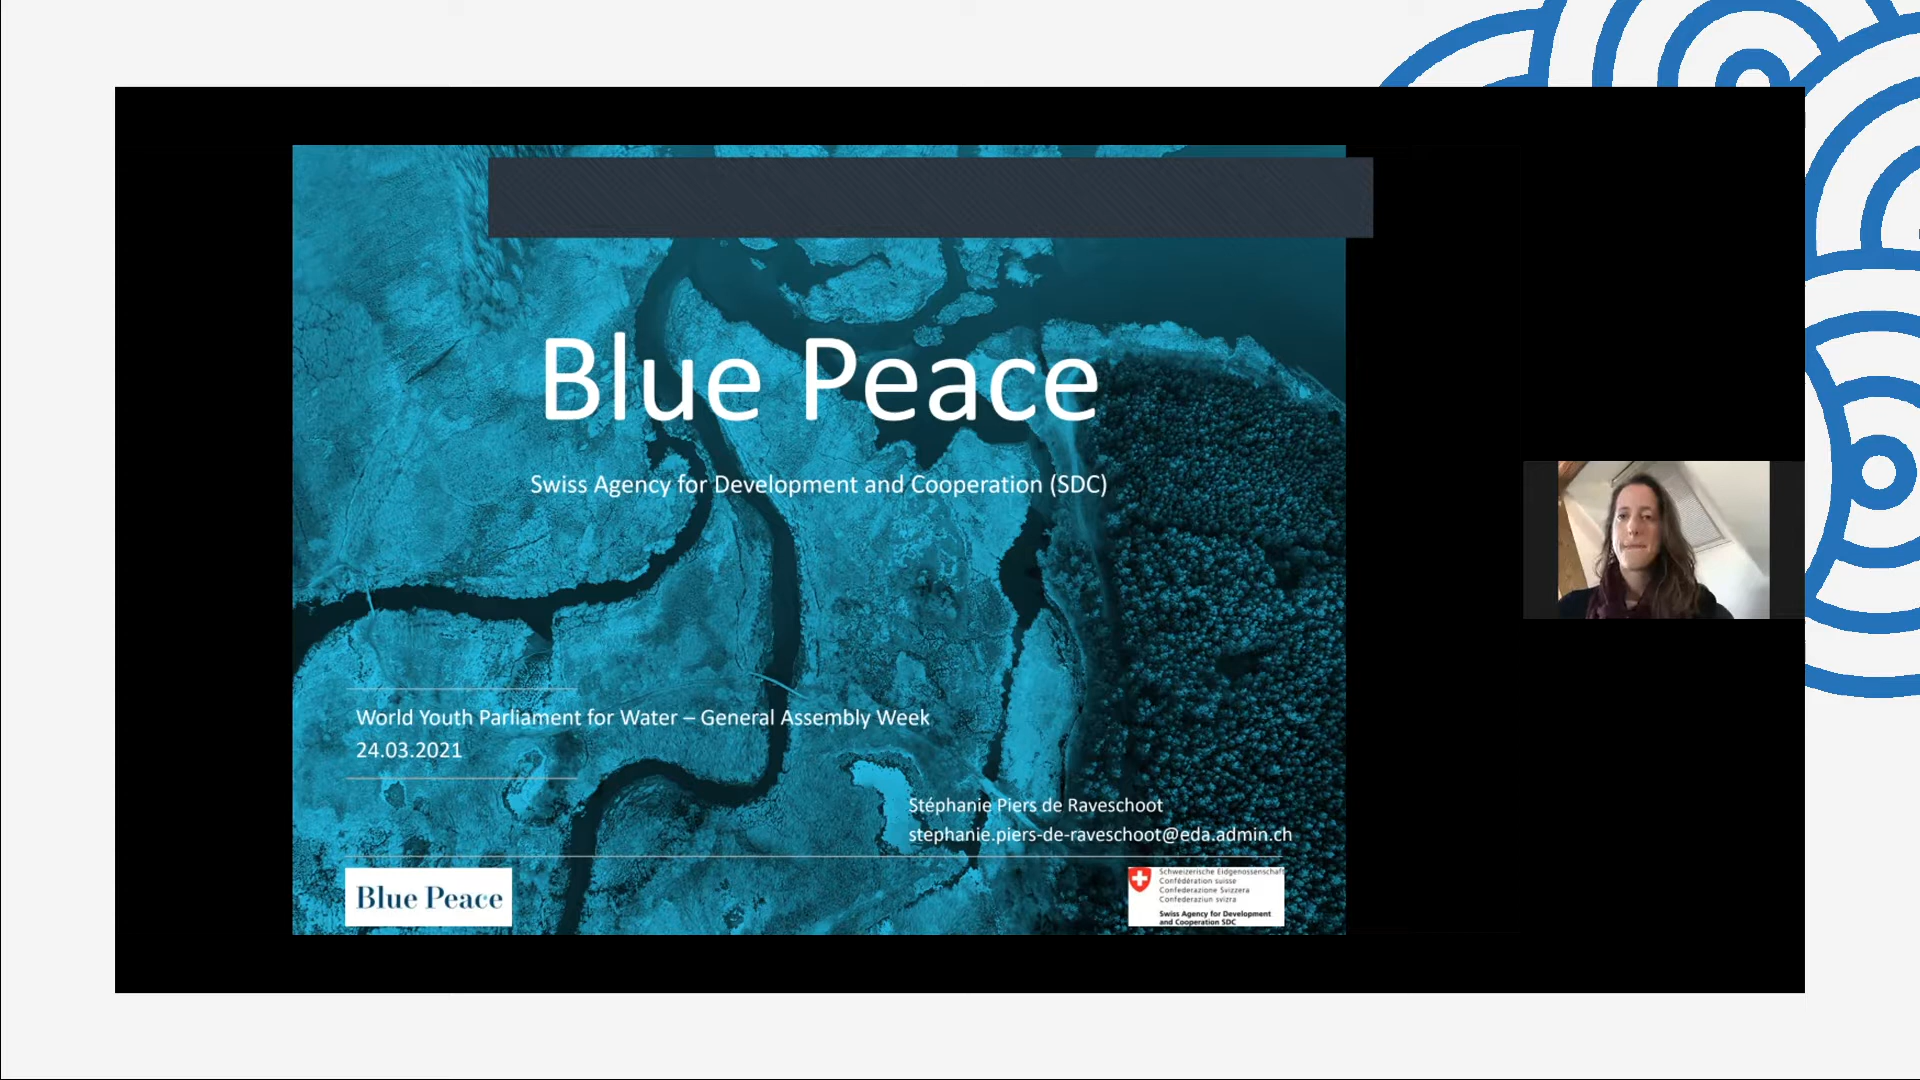 Blue Peace
Swiss Agency for Development and Cooperation (SDC)
World Youth Parliament for Water – General Assembly Week
24.03.2021
Stéphanie Piers de Raveschoot
stephanie.piers-de-raveschoot@eda.admin.ch
Blue Peace
Schweizerische Eidgenossenschaf
Confédération suisse
Confederazione Svizzera
Confederaziun svizra
Swiss Agency for Development
and Cooperation SDC